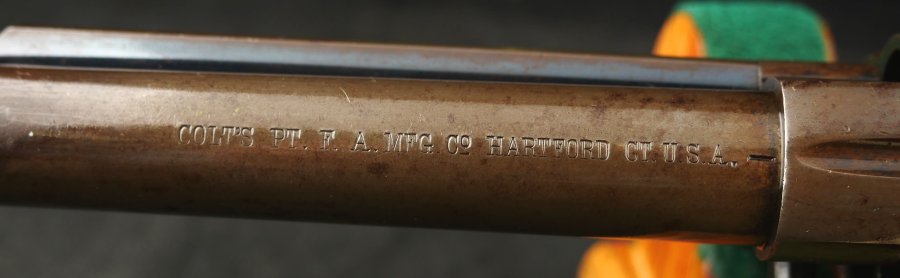 COLT'S PT. F. A. MFG. Co HARTFORD CT. U.S.A. —